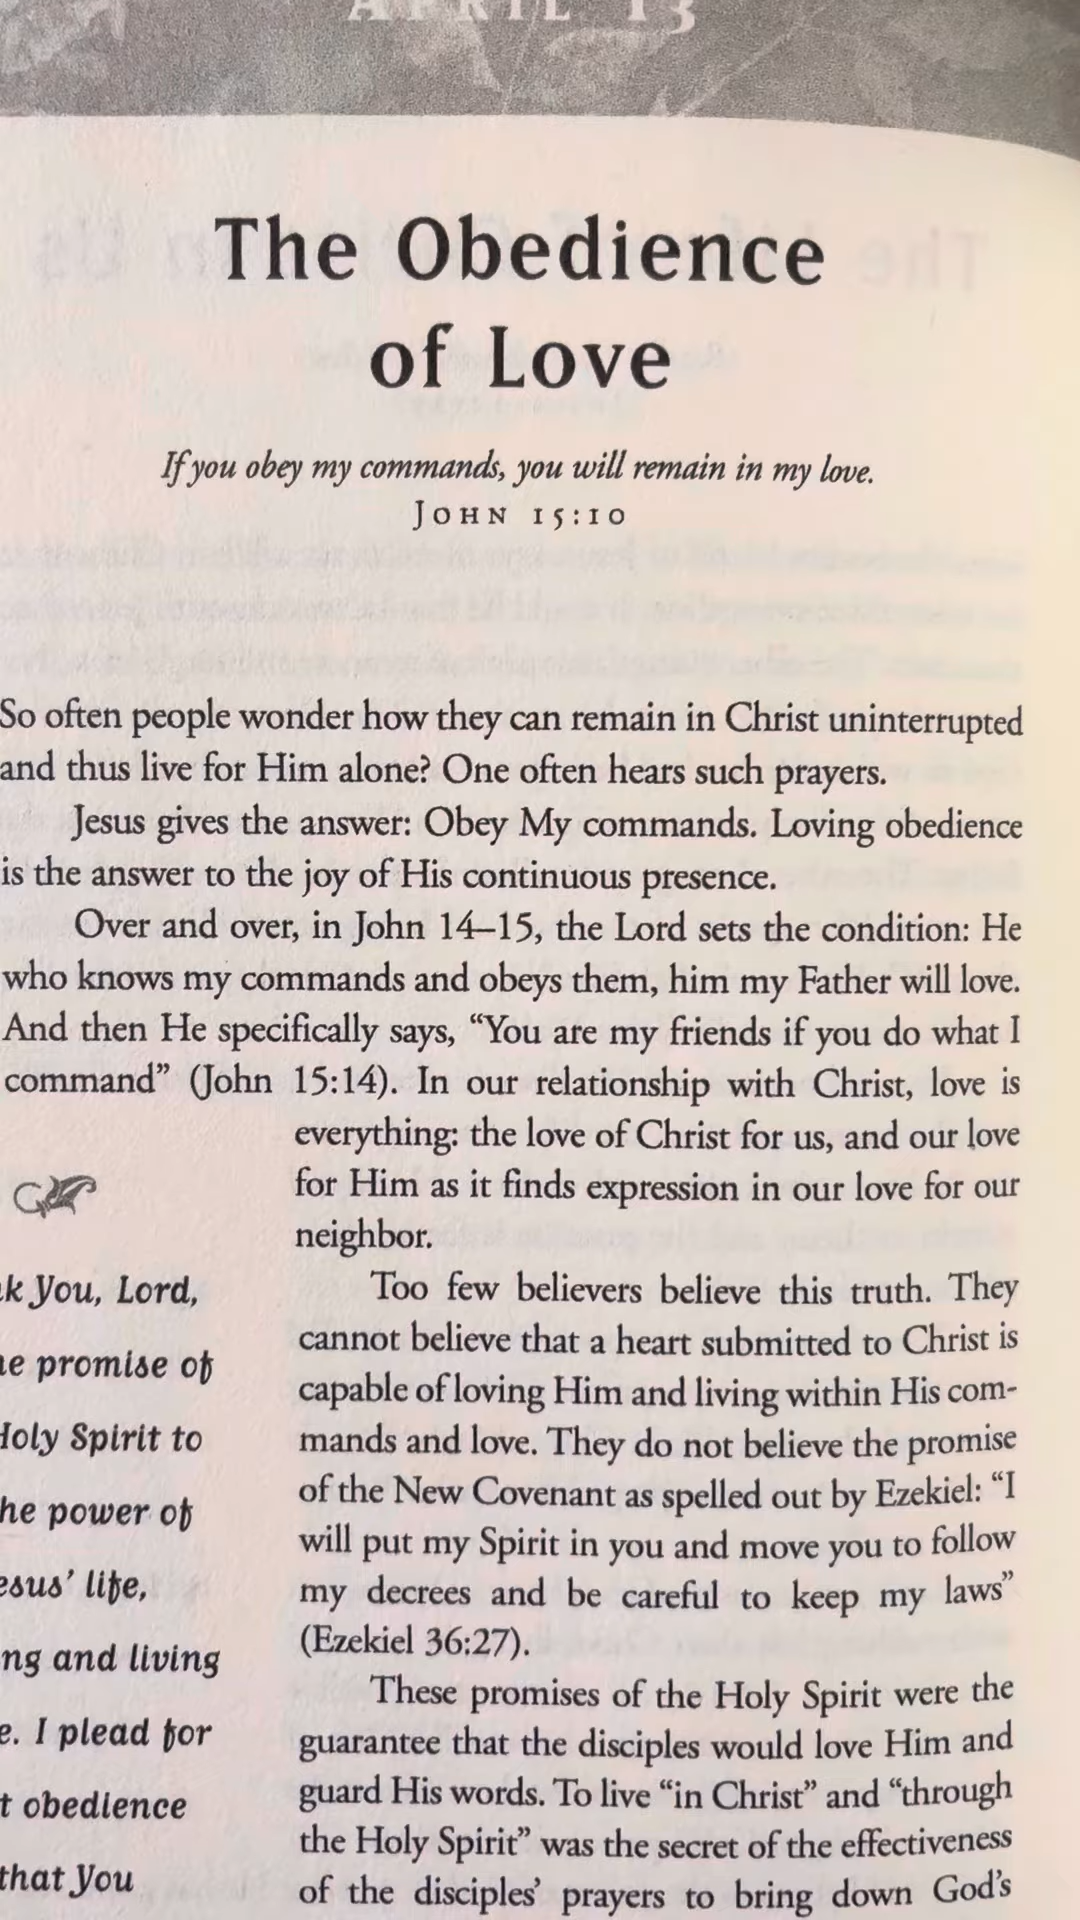 APRIL 13
The Obedience
of Love
If you obey my commands, you will remain in my love.
JOHN 15:10
So often people wonder how they can remain in Christ uninterrupted
and thus live for Him alone? One often hears such prayers.
Jesus gives the answer: Obey My commands. Loving obedience
is the answer to the joy of His continuous presence.
Over and over, in John 14–15, the Lord sets the condition: He
who knows my commands and obeys them, him my Father will love.
And then He specifically says, “You are my friends if you do what I
command” (John 15:14). In our relationship with Christ, love is
everything: the love of Christ for us, and our love
for Him as it finds expression in our love for our
neighbor.
Too few believers believe this truth. They
cannot believe that a heart submitted to Christ is
capable of loving Him and living within His com-
mands and love. They do not believe the promise
of the New Covenant as spelled out by Ezekiel: “I
will put my Spirit in you and move you to follow
my decrees and be careful to keep my laws”
(Ezekiel 36:27).
These promises of the Holy Spirit were the
guarantee that the disciples would love Him and
guard His words. To live “in Christ” and “through
the Holy Spirit” was the secret of the effectiveness
of the disciples’ prayers to bring down God’s
You, Lord,
promise of
Spirit to
power of
life,
and living
I plead for
obedience
that You